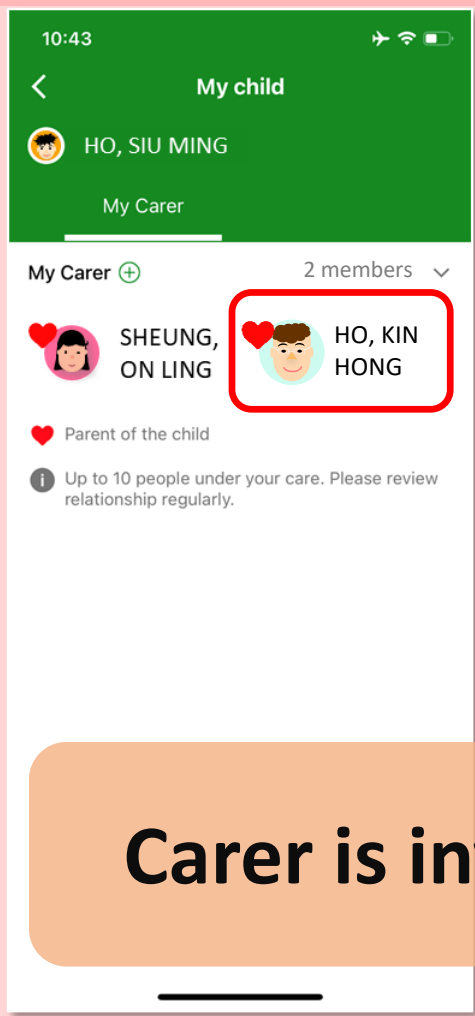 10:43
My child
HO, SIU MING
My Carer
My Carer
2 members
SHEUNG,
ON LING
HO, KIN
HONG
Parent of the child
Up to 10 people under your care. Please review
relationship regularly.
Carer is in